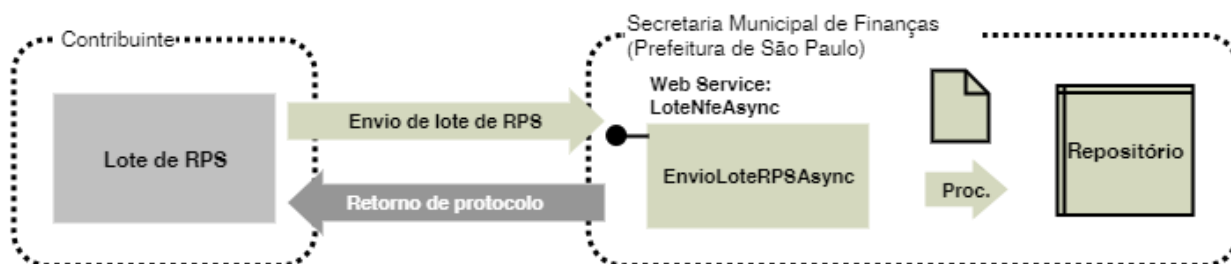 Contribuinte
Secretaria Municipal de Finanças
(Prefeitura de São Paulo)
Web Service:
LoteNfeAsync
Lote de RPS
Envio de lote de RPS
Retorno de protocolo
EnvioLoteRPSAsync
Proc.
Repositório